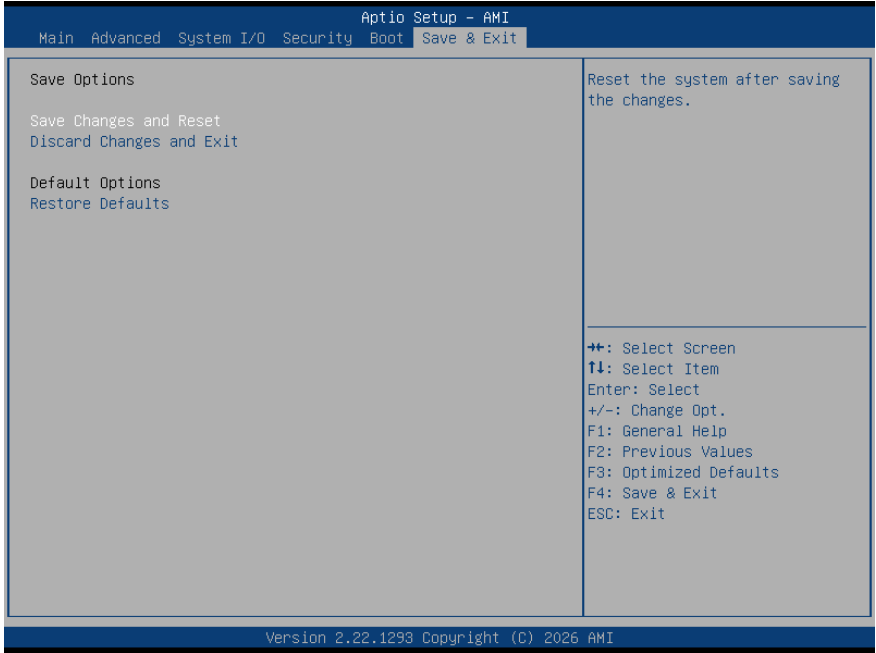 Aptio Setup – AMI
Main Advanced System I/O Security Boot Save & Exit
Save Options
Save Changes and Reset
Discard Changes and Exit
Default Options
Restore Defaults
Reset the system after saving
the changes.
→←: Select Screen
↑↓: Select Item
Enter: Select
+/-: Change Opt.
F1: General Help
F2: Previous Values
F3: Optimized Defaults
F4: Save & Exit
ESC: Exit
Version 2.22.1293 Copyright (C) 2026 AMI